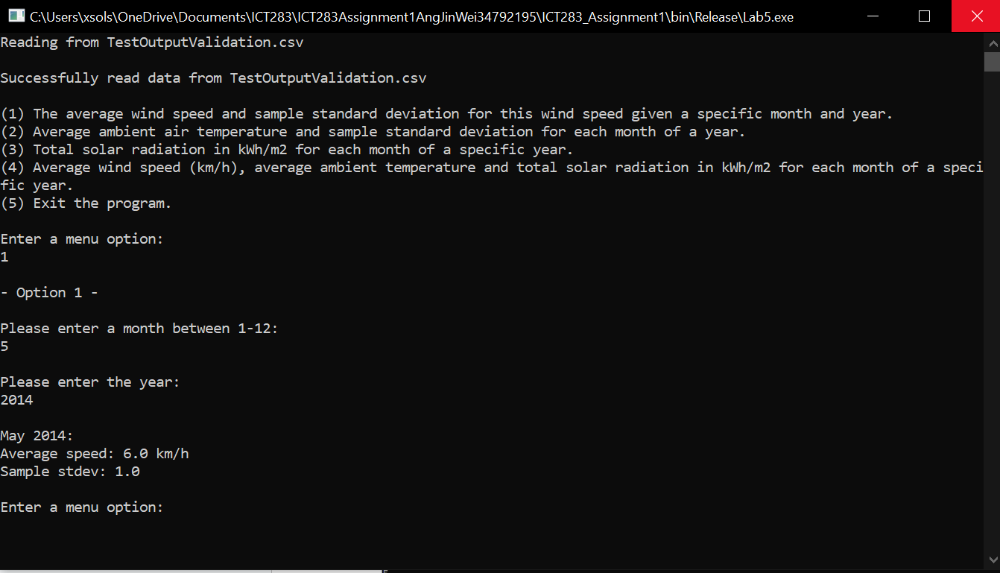 C:\Users\xsols\OneDrive\Documents\ICT283\ICT283Assignment1AngJinWei34792195\ICT283_Assignment1\bin\Release\Lab5.exe
Reading from TestOutputValidation.csv
Successfully read data from TestOutputValidation.csv
(1) The average wind speed and sample standard deviation for this wind speed given a specific month and year.
(2) Average ambient air temperature and sample standard deviation for each month of a year.
(3) Total solar radiation in kWh/m2 for each month of a specific year.
(4) Average wind speed (km/h), average ambient temperature and total solar radiation in kWh/m2 for each month of a speci
fic year.
(5) Exit the program.
Enter a menu option:
1
- Option 1 -
Please enter a month between 1-12:
5
Please enter the year:
2014
May 2014:
Average speed: 6.0 km/h
Sample stdev: 1.0
Enter a menu option: